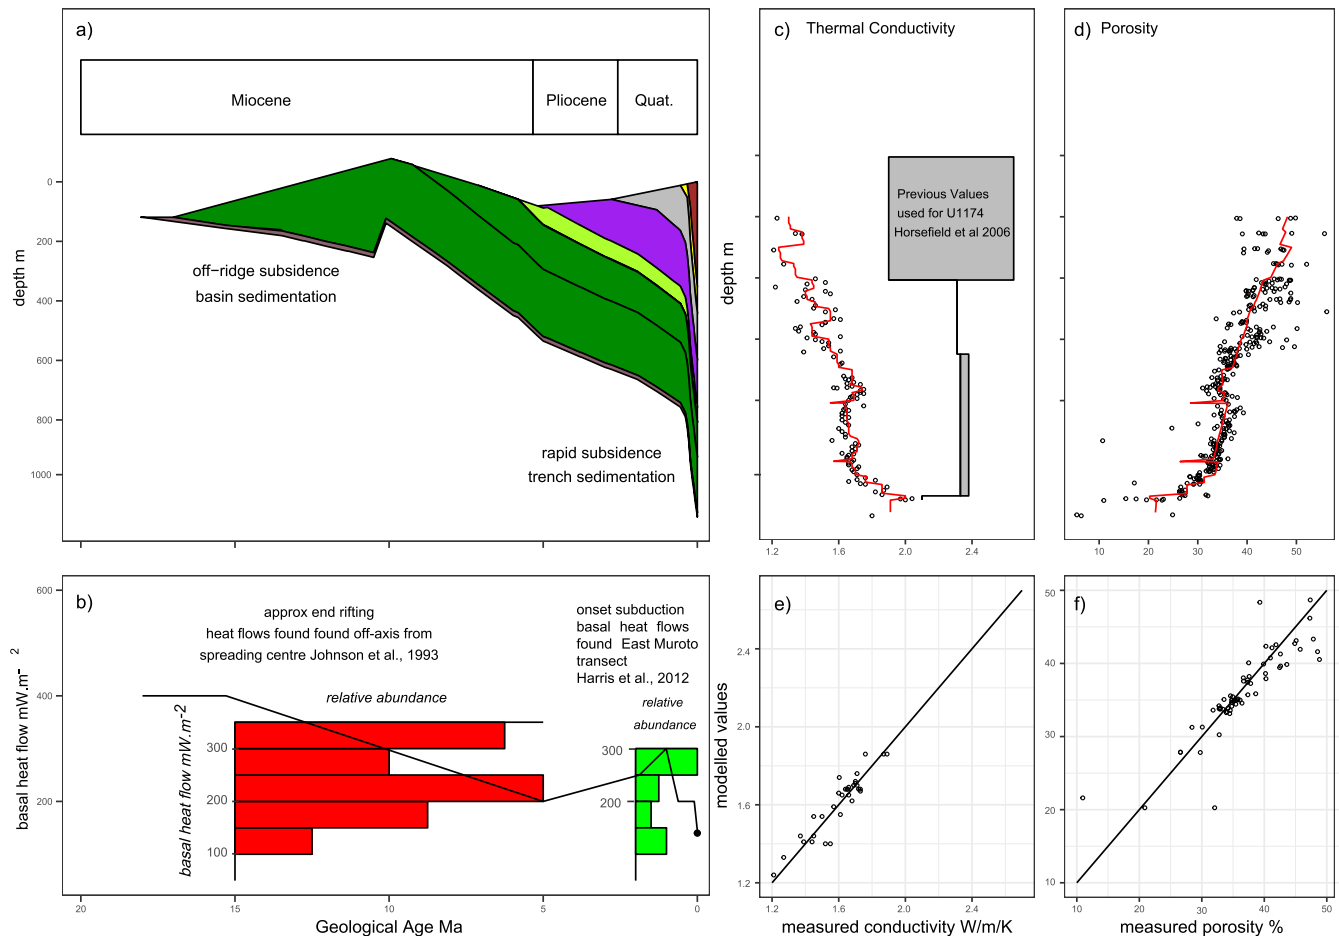 a)
Miocene
Pliocene
Quat.
0
200
400
600
800
1000
depth m
off−ridge subsidence
basin sedimentation
rapid subsidence
trench sedimentation
c)
Thermal Conductivity
Previous Values
used for U1174
Horsefield et al 2006
depth m
1.2
1.6
2.0
2.4
d)
Porosity
10
20
30
40
50
b)
600
400
200
basal heat flow mW.m-2
approx end rifting
heat flows found found off-axis from
spreading centre Johnson et al., 1993
relative abundance
basal heat flow mW.m-2
300
200
100
onset subduction
basal heat flows
found East Muroto
transect
Harris et al., 2012
relative
abundance
300
200
20
15
10
5
0
Geological Age Ma
e)
2.4
2.0
1.6
1.2
modelled values
1.2
1.6
2.0
2.4
measured conductivity W/m/K
f)
50
40
30
20
10
10
20
30
40
50
measured porosity %